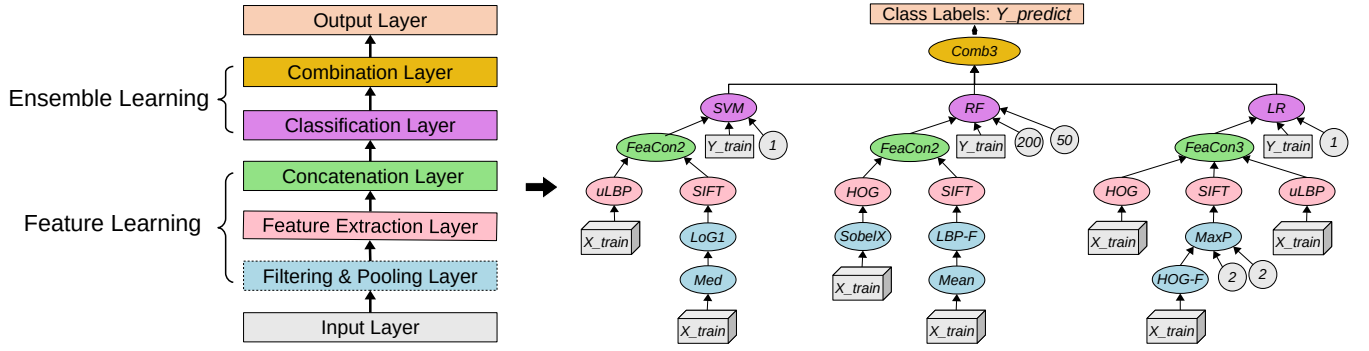 Output Layer
Combination Layer
Ensemble Learning
Classification Layer
Concatenation Layer
Feature Learning
Feature Extraction Layer
Filtering & Pooling Layer
Input Layer
Class Labels: Y_predict
Comb3
SVM
RF
LR
FeaCon2
Y_train
1
FeaCon2
Y_train
200
50
FeaCon3
Y_train
1
uLBP
SIFT
HOG
SIFT
HOG
SIFT
uLBP
X_train
LoG1
SobelX
LBP-F
X_train
MaxP
X_train
Med
X_train
Mean
HOG-F
2
2
X_train
X_train
X_train